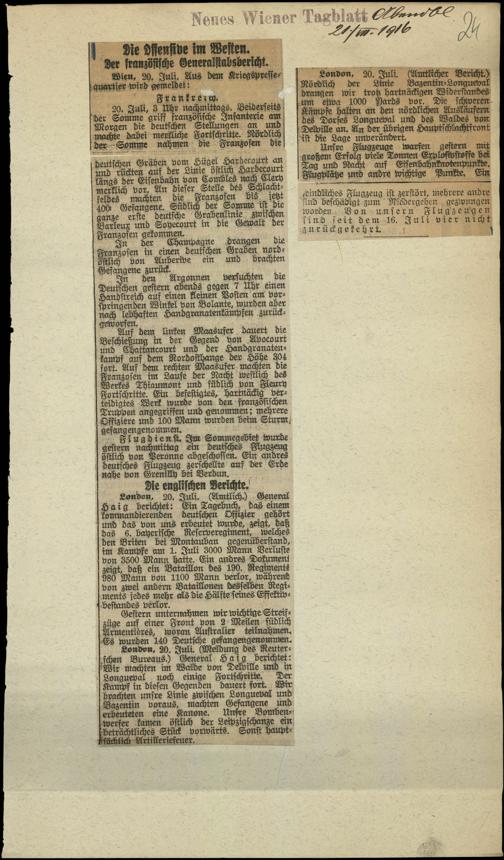 Neues Wiener Tagblatt Abendbl.
21/VII. 1916
24
Die Offensive im Westen.
Der französische Generalstabsbericht.
Wien, 20. Juli. Aus dem Kriegspresse-
quartier wird gemeldet:
Frankreich.
20. Juli, 3 Uhr nachmittags. Beiderseits
der Somme griff französische Infanterie am
Morgen die deutschen Stellungen an und
machte dabei merkliche Fortschritte. Nördlich
der Somme nahmen die Franzosen die
deutschen Gräben vom Hügel Hardecourt an
und rückten auf der Linie östlich Hardecourt
längs der Eisenbahn von Combles nach Clery
merklich vor. An dieser Stelle des Schlacht-
feldes machten die Franzosen bis jetzt
400 Gefangene. Südlich der Somme ist die
ganze erste deutsche Grabenlinie zwischen
Barleux und Soyecourt in die Gewalt der
Franzosen gekommen.
In der Champagne drangen die
Franzosen in einen deutschen Graben nord-
östlich von Auberive ein und brachten
Gefangene zurück.
In den Argonnen versuchten die
Deutschen gestern abends gegen 7 Uhr einen
Handstreich auf einen kleinen Posten am vor-
springenden Winkel von Bolante, wurden aber
nach lebhaften Handgranatenkämpfen zurück-
geworfen.
Auf dem linken Maasufer dauert die
Beschießung in der Gegend von Avocourt
und Chattancourt und der Handgranaten-
kampf auf dem Nordosthange der Höhe 304
fort. Auf dem rechten Maasufer machten die
Franzosen im Laufe der Nacht westlich des
Werkes Thiaumont und südlich von Fleury
Fortschritte. Ein befestigtes, hartnäckig ver-
teidigtes Werk wurde von den französischen
Truppen angegriffen und genommen; mehrere
Offiziere und 100 Mann wurden beim Sturm
gefangengenommen.
Flugdienst. Im Sommegebiet wurde
gestern nachmittag ein deutsches Flugzeug
östlich von Peronne abgeschossen. Ein andres
deutsches Flugzeug zerschellte auf der Erde
nahe von Gremilly bei Verdun.
Die englischen Berichte.
London, 20. Juli. (Amtlich.) General
Haig berichtet: Ein Tagebuch, das einem
kommandierenden deutschen Offizier gehört
und das von uns erbeutet wurde, zeigt, daß
das 6. bayerische Reserveregiment, welches
den Briten bei Montauban gegenüberstand,
im Kampfe am 1. Juli 3000 Mann Verluste
von 3500 Mann hatte. Ein andres Dokument
zeigt, daß ein Bataillon des 190. Regiments
980 Mann von 1100 Mann verlor, während
von zwei andern Bataillonen desselben Regi-
ments jedes mehr als die Hälfte seines Effektiv-
bestandes verlor.
Gestern unternahmen wir wichtige Streif-
züge auf einer Front von 2 Meilen südlich
Armentières, woran Australier teilnahmen.
Es wurden 140 Deutsche gefangengenommen.
London, 20. Juli. (Meldung des Reuter-
schen Bureaus.) General Haig berichtet:
Wir machten im Walde von Delville und in
Longueval noch einige Fortschritte. Der
Kampf in diesen Gegenden dauert fort. Wir
brachten unsre Linie zwischen Longueval und
Bazentin voraus, machten Gefangene und
erbeuteten eine Kanone. Unsre Bomben-
werfer kamen östlich der Leipzigschanze ein
beträchtliches Stück vorwärts. Sonst haupt-
sächlich Artilleriefeuer.
London, 20. Juli. (Amtlicher Bericht.)
Nördlich der Linie Bazentin-Longueval
drangen wir trotz hartnäckigen Widerstandes
um etwa 1000 Yards vor. Die schweren
Kämpfe halten an den nördlichen Ausläufern
des Dorfes Longueval und des Waldes von
Delville an. An der übrigen Hauptschlachtfront
ist die Lage unverändert.
Unsre Flugzeuge warfen gestern mit
großem Erfolg viele Tonnen Explosivstoffe bei
Tag und Nacht auf Eisenbahnknotenpunkte,
Flugplätze und andre wichtige Punkte. Ein
feindliches Flugzeug ist zerstört, mehrere andre
sind beschädigt zum Niedergehen gezwungen
worden. Von unsern Flugzeugen
sind seit dem 16. Juli vier nicht
zurückgekehrt.